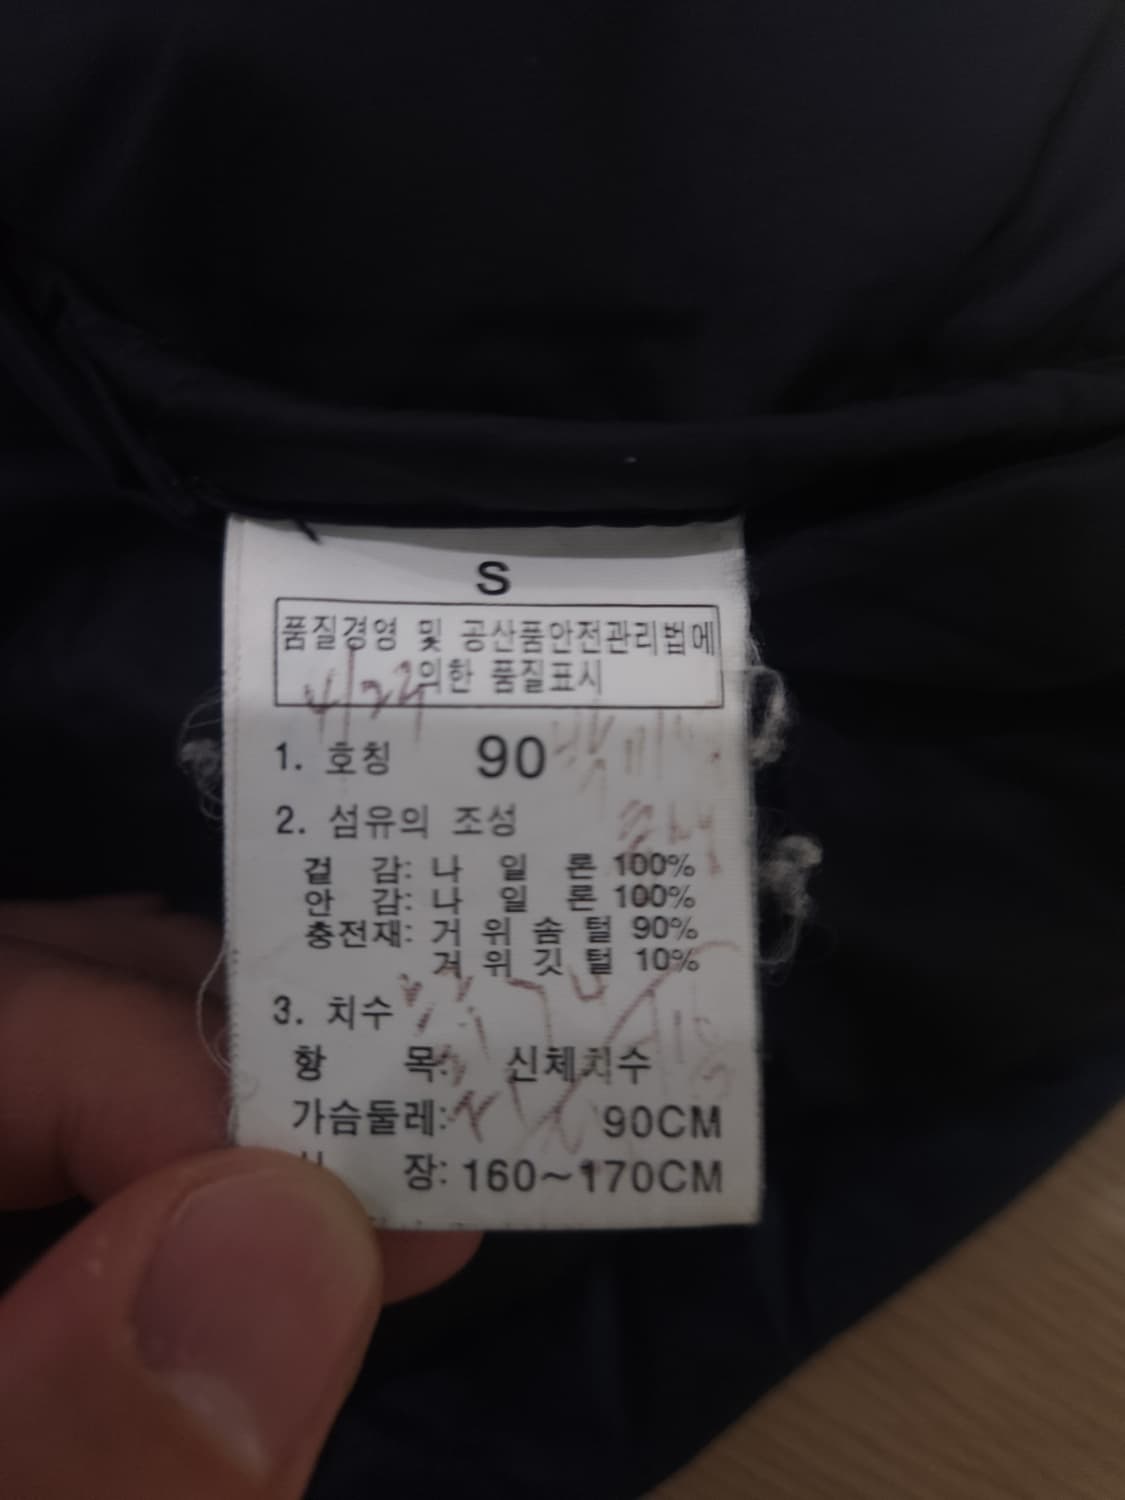 S
품질경영 및 공산품안전관리법에
의한 품질표시
1. 호칭 90
2. 섬유의 조성
겉 감: 나 일 론 100%
안 감: 나 일 론 100%
충전재: 거 위 솜 털 90%
거 위 깃 털 10%
3. 치수
항 목: 신체치수
가슴둘레: 90CM
장: 160~170CM